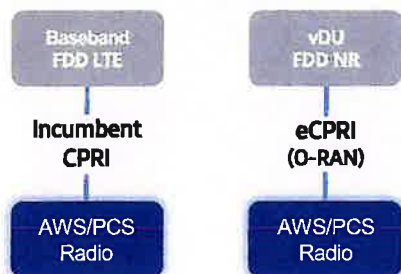 Baseband
FDD LTE
Incumbent
CPRI
AWS/PCS
Radio
vDU
FDD NR
eCPRI
(O-RAN)
AWS/PCS
Radio